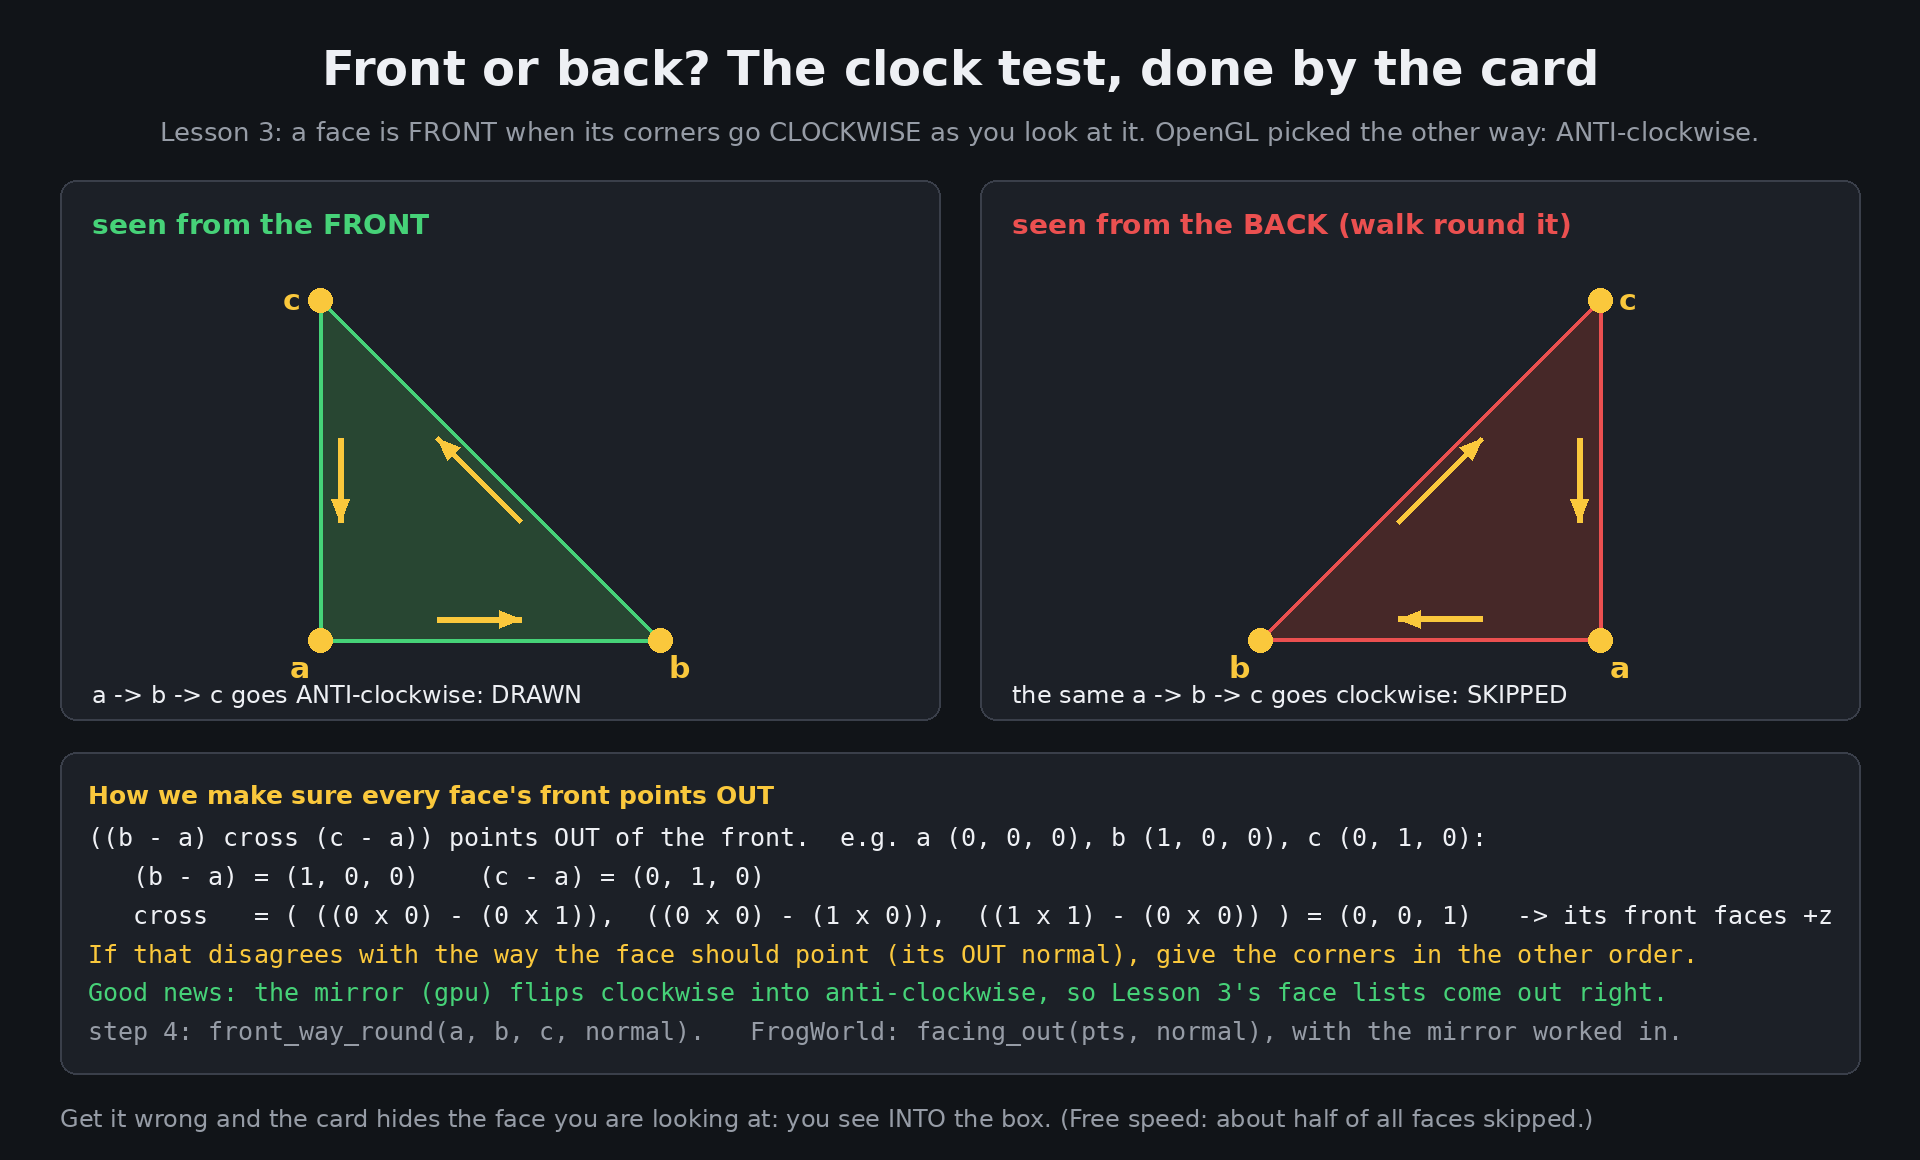 Front or back? The clock test, done by the card
Lesson 3: a face is FRONT when its corners go CLOCKWISE as you look at it. OpenGL picked the other way: ANTI-clockwise.
seen from the FRONT
c
a
b
a -> b -> c goes ANTI-clockwise: DRAWN
seen from the BACK (walk round it)
c
b
a
the same a -> b -> c goes clockwise: SKIPPED
How we make sure every face's front points OUT
((b - a) cross (c - a)) points OUT of the front.  e.g. a (0, 0, 0), b (1, 0, 0), c (0, 1, 0):
(b - a) = (1, 0, 0)    (c - a) = (0, 1, 0)
cross   = ( ((0 x 0) - (0 x 1)),  ((0 x 0) - (1 x 0)),  ((1 x 1) - (0 x 0)) ) = (0, 0, 1)   -> its front faces +z
If that disagrees with the way the face should point (its OUT normal), give the corners in the other order.
Good news: the mirror (gpu) flips clockwise into anti-clockwise, so Lesson 3's face lists come out right.
step 4: front_way_round(a, b, c, normal).   FrogWorld: facing_out(pts, normal), with the mirror worked in.
Get it wrong and the card hides the face you are looking at: you see INTO the box. (Free speed: about half of all faces skipped.)